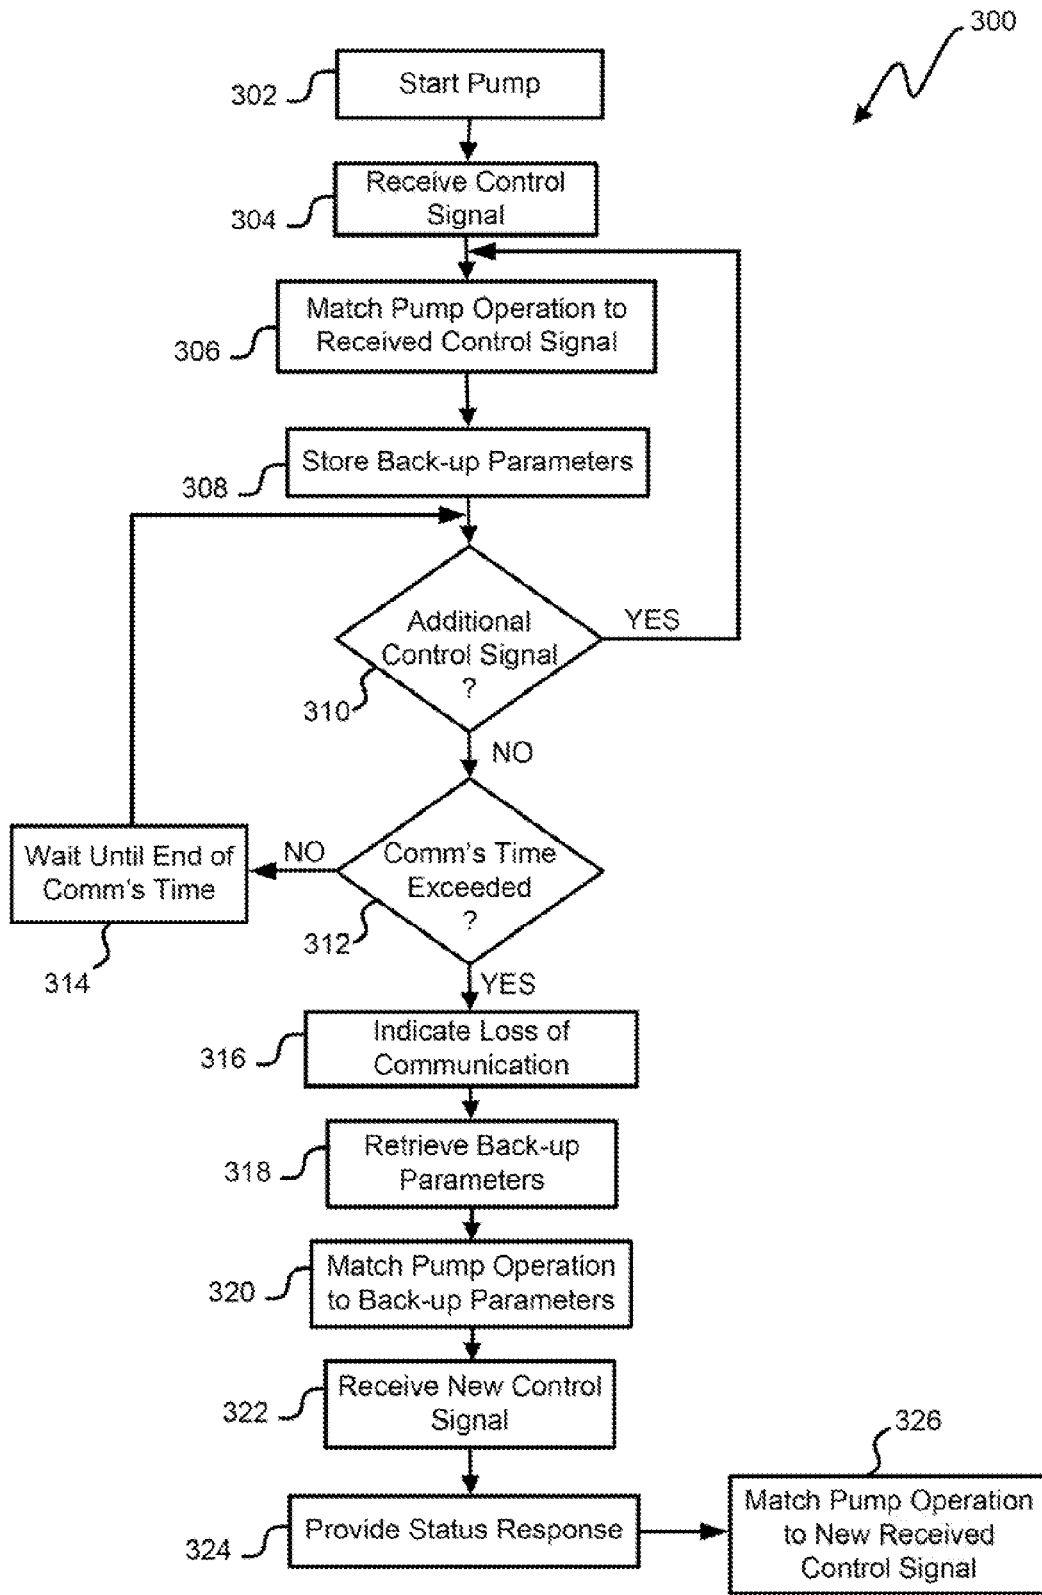 300
302
Start Pump
304
Receive Control
Signal
306
Match Pump Operation to
Received Control Signal
308
Store Back-up Parameters
310
Additional
Control Signal
?
YES
NO
312
Comm's Time
Exceeded
?
NO
Wait Until End of
Comm's Time
314
YES
316
Indicate Loss of
Communication
318
Retrieve Back-up
Parameters
320
Match Pump Operation
to Back-up Parameters
322
Receive New Control
Signal
324
Provide Status Response
326
Match Pump Operation
to New Received
Control Signal